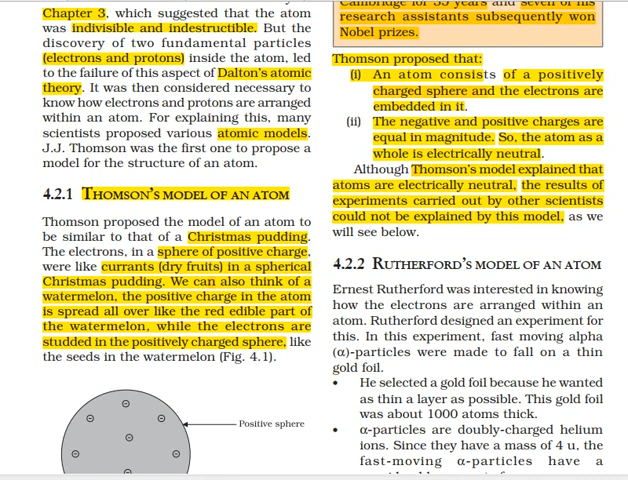 Chapter 3, which suggested that the atom
was indivisible and indestructible. But the
discovery of two fundamental particles
(electrons and protons) inside the atom, led
to the failure of this aspect of Dalton's atomic
theory. It was then considered necessary to
know how electrons and protons are arranged
within an atom. For explaining this, many
scientists proposed various atomic models.
J.J. Thomson was the first one to propose a
model for the structure of an atom.
4.2.1 THOMSON'S MODEL OF AN ATOM
Thomson proposed the model of an atom to
be similar to that of a Christmas pudding.
The electrons, in a sphere of positive charge,
were like currants (dry fruits) in a spherical
Christmas pudding. We can also think of a
watermelon, the positive charge in the atom
is spread all over like the red edible part of
the watermelon, while the electrons are
studded in the positively charged sphere, like
the seeds in the watermelon (Fig. 4.1).
Positive sphere
Cambridge for 35 years and seven of his
research assistants subsequently won
Nobel prizes.
Thomson proposed that:
(i) An atom consists of a positively
charged sphere and the electrons are
embedded in it.
(ii) The negative and positive charges are
equal in magnitude. So, the atom as a
whole is electrically neutral.
Although Thomson's model explained that
atoms are electrically neutral, the results of
experiments carried out by other scientists
could not be explained by this model, as we
will see below.
4.2.2 RUTHERFORD'S MODEL OF AN ATOM
Ernest Rutherford was interested in knowing
how the electrons are arranged within an
atom. Rutherford designed an experiment for
this. In this experiment, fast moving alpha
(α)-particles were made to fall on a thin
gold foil.
• He selected a gold foil because he wanted
as thin a layer as possible. This gold foil
was about 1000 atoms thick.
• α-particles are doubly-charged helium
ions. Since they have a mass of 4 u, the
fast-moving α-particles have a